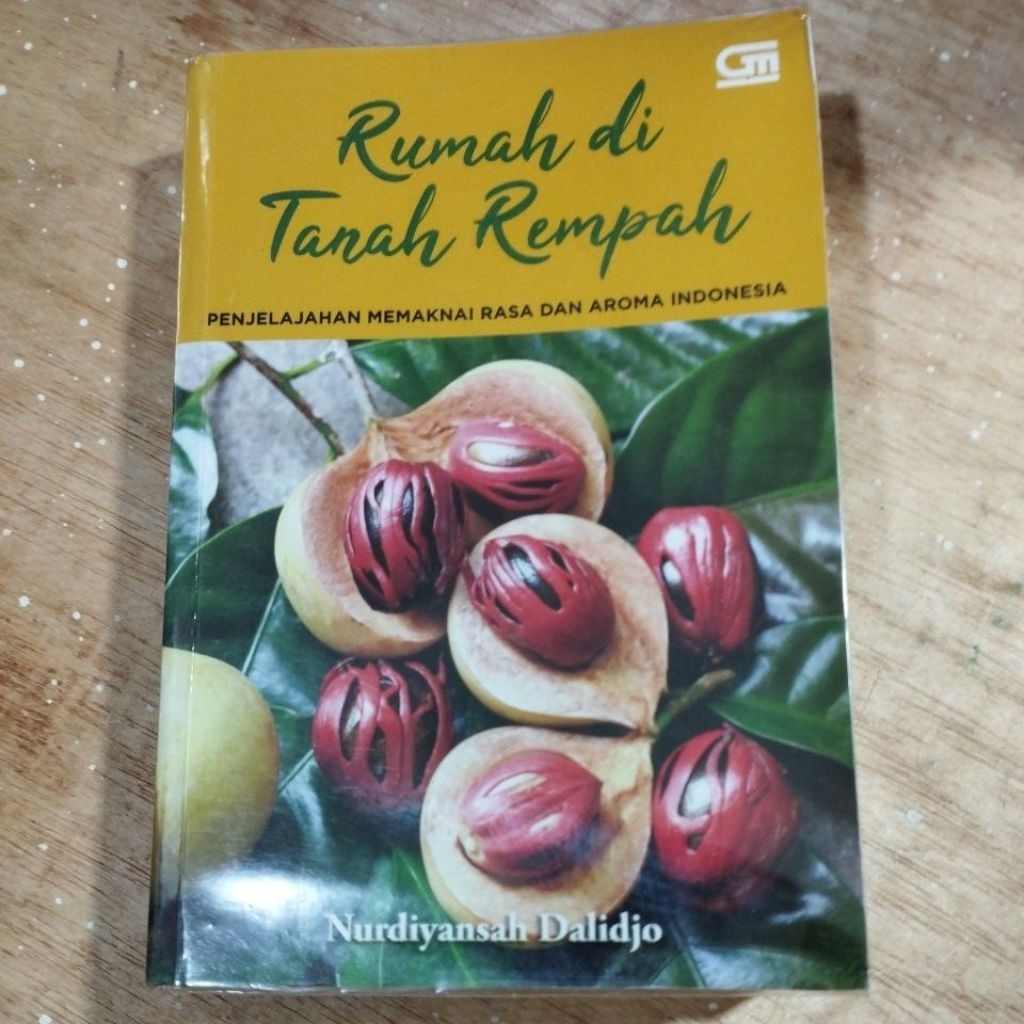 GM
Rumah di
Tanah Rempah
PENJELAJAHAN MEMAKNAI RASA DAN AROMA INDONESIA
Nurdiyansah Dalidjo